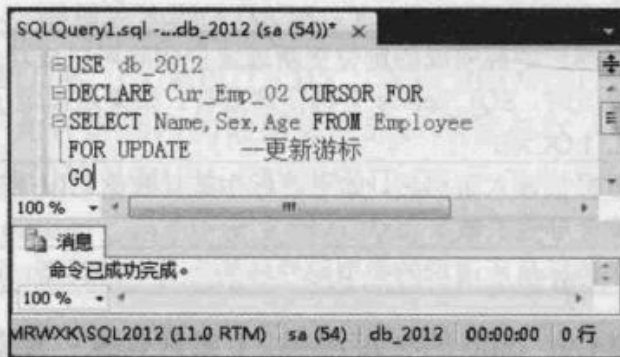 SQLQuery1.sql -...db_2012 (sa (54))* ×
USE db_2012
DECLARE Cur_Emp_02 CURSOR FOR
SELECT Name,Sex,Age FROM Employee
FOR UPDATE --更新游标
GO
100 %
消息
命令已成功完成。
100 %
MRWXK\SQL2012 (11.0 RTM) sa (54) db_2012 00:00:00 0 行